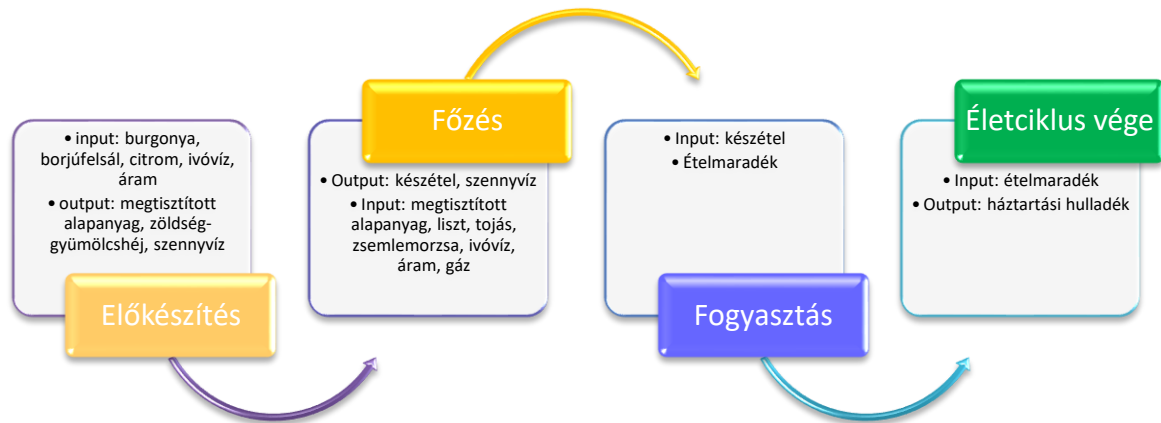 • input: burgonya,
borjúfelsál, citrom, ivóvíz,
áram
• output: megtisztított
alapanyag, zöldség-
gyümölcshéj, szennyvíz
Előkészítés
Főzés
• Output: készétel, szennyvíz
• Input: megtisztított
alapanyag, liszt, tojás,
zsemlemorzsa, ivóvíz,
áram, gáz
• Input: készétel
• Ételmaradék
Fogyasztás
Életciklus vége
• Input: ételmaradék
• Output: háztartási hulladék